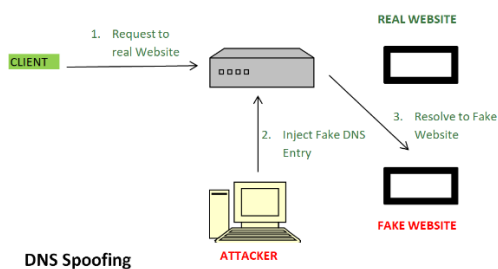 REAL WEBSITE
1. Request to
real Website
CLIENT
3. Resolve to Fake
Website
2. Inject Fake DNS
Entry
FAKE WEBSITE
ATTACKER
DNS Spoofing